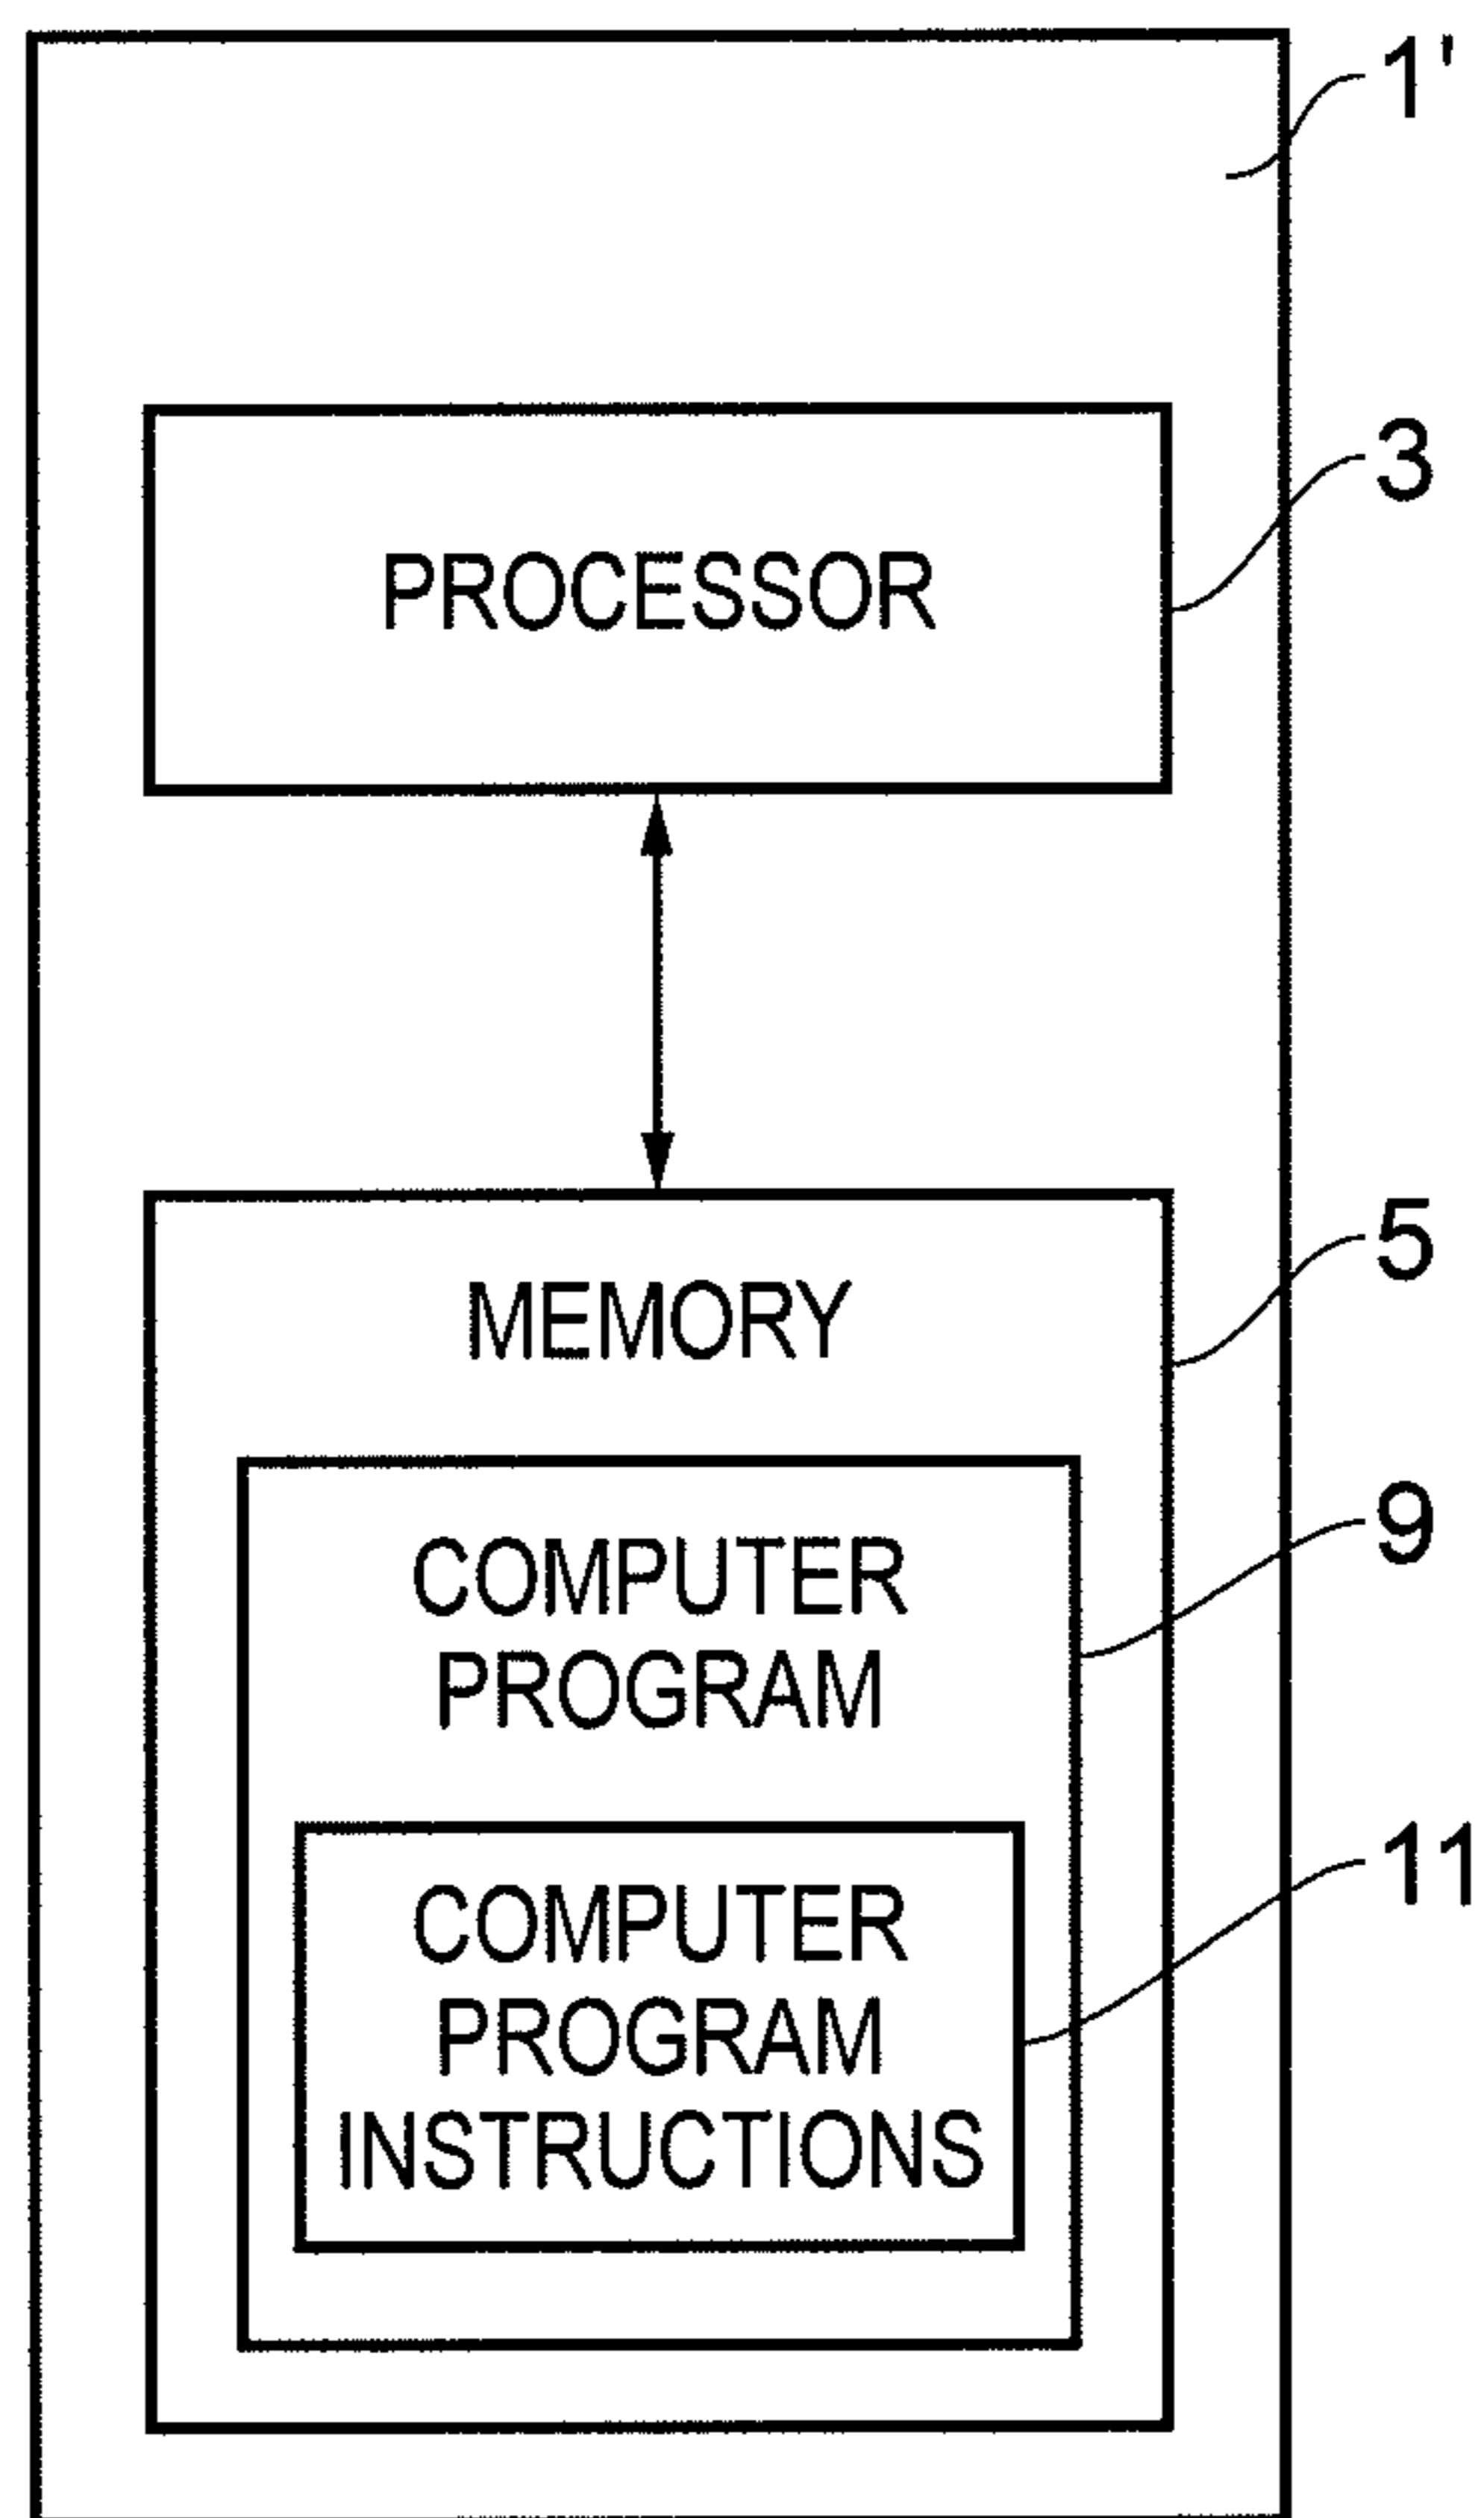 1'
3
PROCESSOR
5
MEMORY
9
COMPUTER
PROGRAM
11
COMPUTER
PROGRAM
INSTRUCTIONS